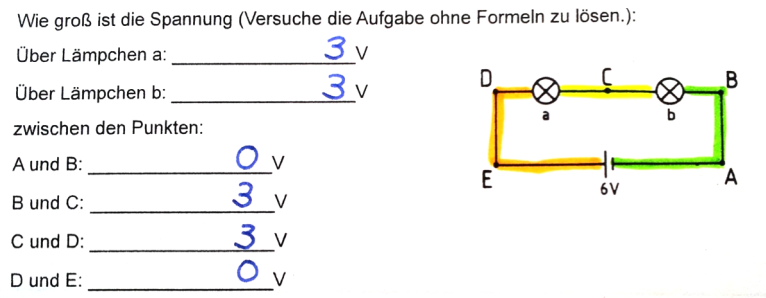 Wie groß ist die Spannung (Versuche die Aufgabe ohne Formeln zu lösen.):
Über Lämpchen a: 3 V
Über Lämpchen b: 3 V
zwischen den Punkten:
A und B: 0 V
B und C: 3 V
C und D: 3 V
D und E: 0 V
D C B
a b
E 6V A